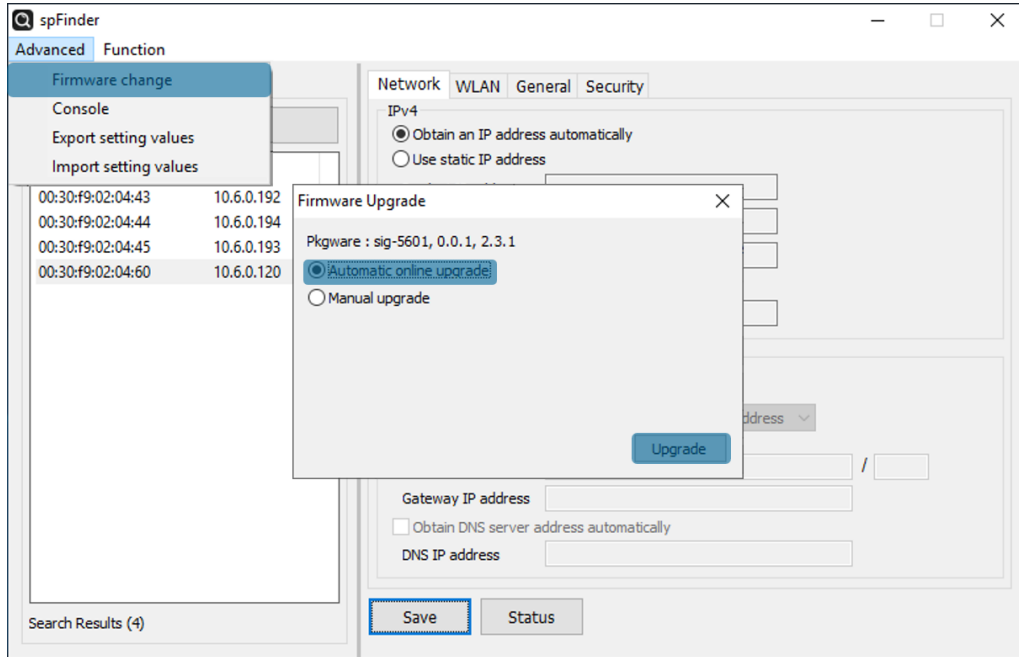 spFinder
Advanced Function
Firmware change
Console
Export setting values
Import setting values
00:30:f9:02:04:43 10.6.0.192
00:30:f9:02:04:44 10.6.0.194
00:30:f9:02:04:45 10.6.0.193
00:30:f9:02:04:60 10.6.0.120
Search Results (4)
Network WLAN General Security
IPv4
Obtain an IP address automatically
Use static IP address
Firmware Upgrade
Pkgware : sig-5601, 0.0.1, 2.3.1
Automatic online upgrade
Manual upgrade
Upgrade
/
Gateway IP address
Obtain DNS server address automatically
DNS IP address
Save Status